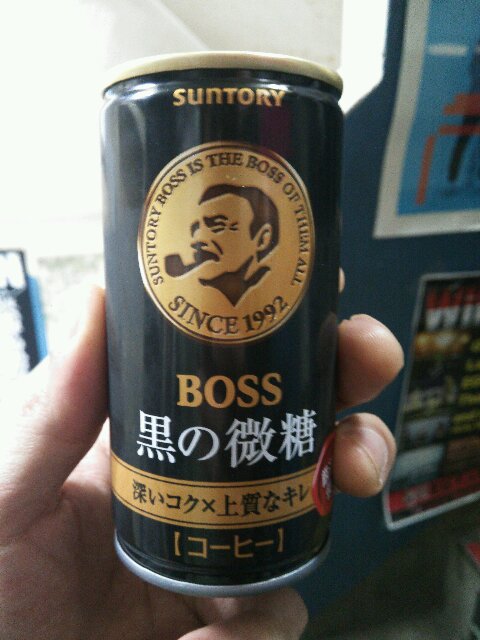 SUNTORY
SUNTORY BOSS IS THE BOSS OF THEM ALL
SINCE 1992
BOSS
黒の微糖
深いコク×上質なキレ
【コーヒー】